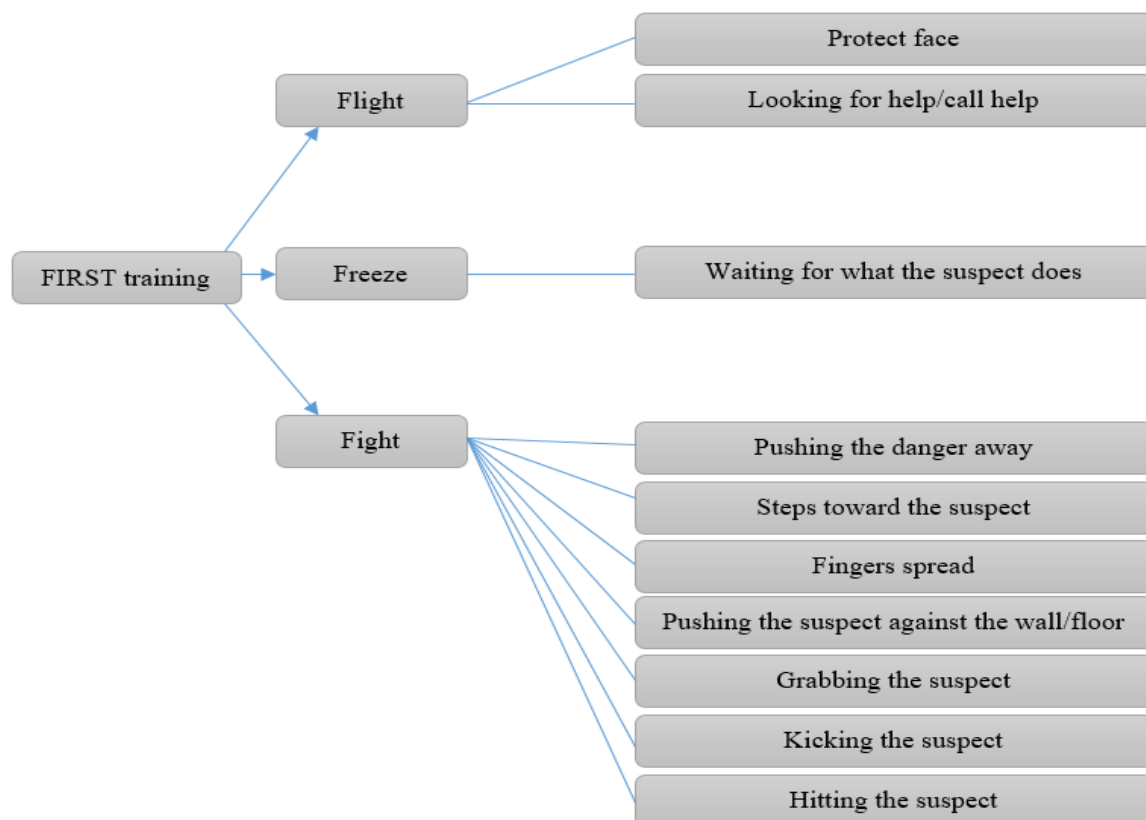 Protect face
Flight
Looking for help/call help
FIRST training
Freeze
Waiting for what the suspect does
Fight
Pushing the danger away
Steps toward the suspect
Fingers spread
Pushing the suspect against the wall/floor
Grabbing the suspect
Kicking the suspect
Hitting the suspect